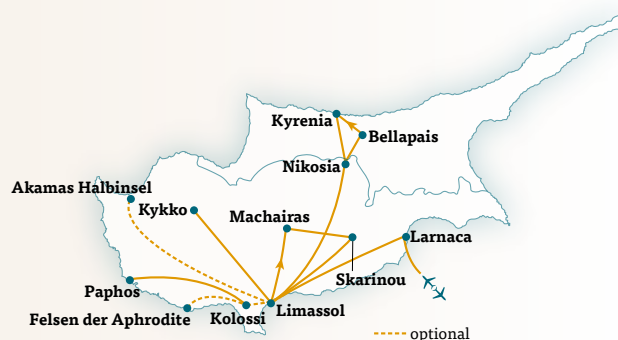 Kyrenia
Bellapais
Nikosia
Akamas Halbinsel
Kykko
Machairas
Larnaca
Skarinou
Paphos
Felsen der Aphrodite
Kolossi
Limassol
optional